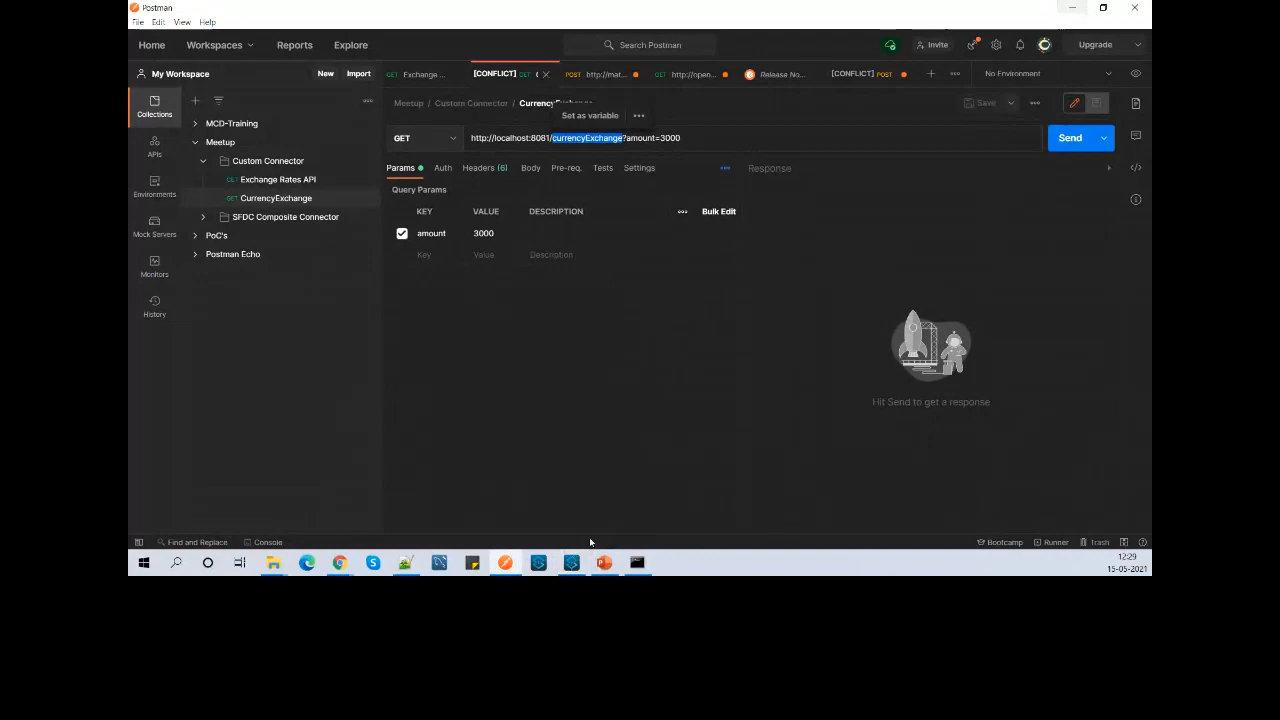 Postman
File Edit View Help
Home Workspaces Reports Explore Search Postman Invite Upgrade
My Workspace New Import GET Exchange ... [CONFLICT] GET POST http://mat... GET http://open... Release No... [CONFLICT] POST No Environment
Collections
APIs
Environments
Mock Servers
Monitors
History
MCD-Training
Meetup
Custom Connector
GET Exchange Rates API
GET CurrencyExchange
SFDC Composite Connector
PoC's
Postman Echo
Meetup / Custom Connector / CurrencyExchange Save
Set as variable
GET http://localhost:8081/currencyExchange?amount=3000 Send
Params Auth Headers (6) Body Pre-req. Tests Settings Response
Query Params
KEY VALUE DESCRIPTION Bulk Edit
amount 3000
Key Value Description
Hit Send to get a response
Find and Replace Console Bootcamp Runner Trash
12:29
15-05-2021